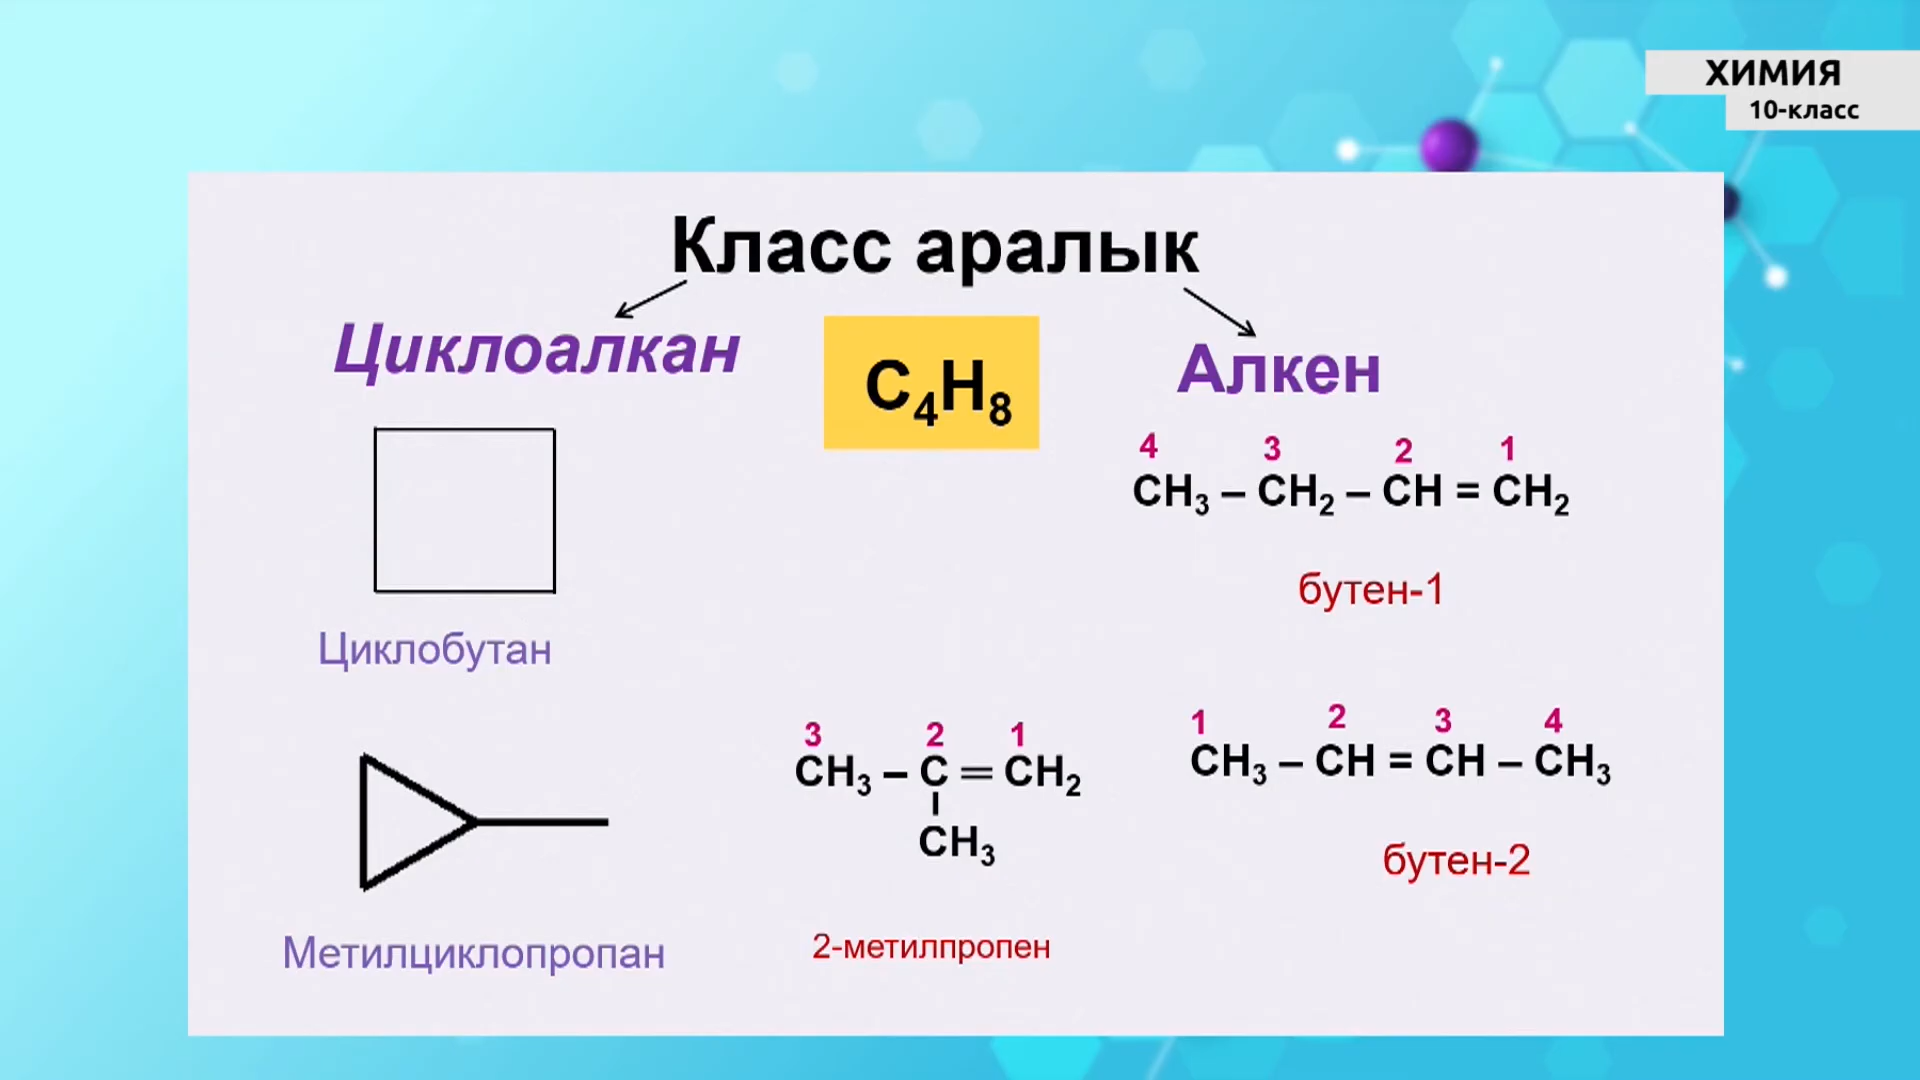 ХИМИЯ
10-класс
Класс аралык
Циклоалкан
C₄H₈
Алкен
4 3 2 1
CH₃ – CH₂ – CH = CH₂
бутен-1
Циклобутан
3 2 1
CH₃ – C = CH₂
CH₃
2-метилпропен
1 2 3 4
CH₃ – CH = CH – CH₃
бутен-2
Метилциклопропан